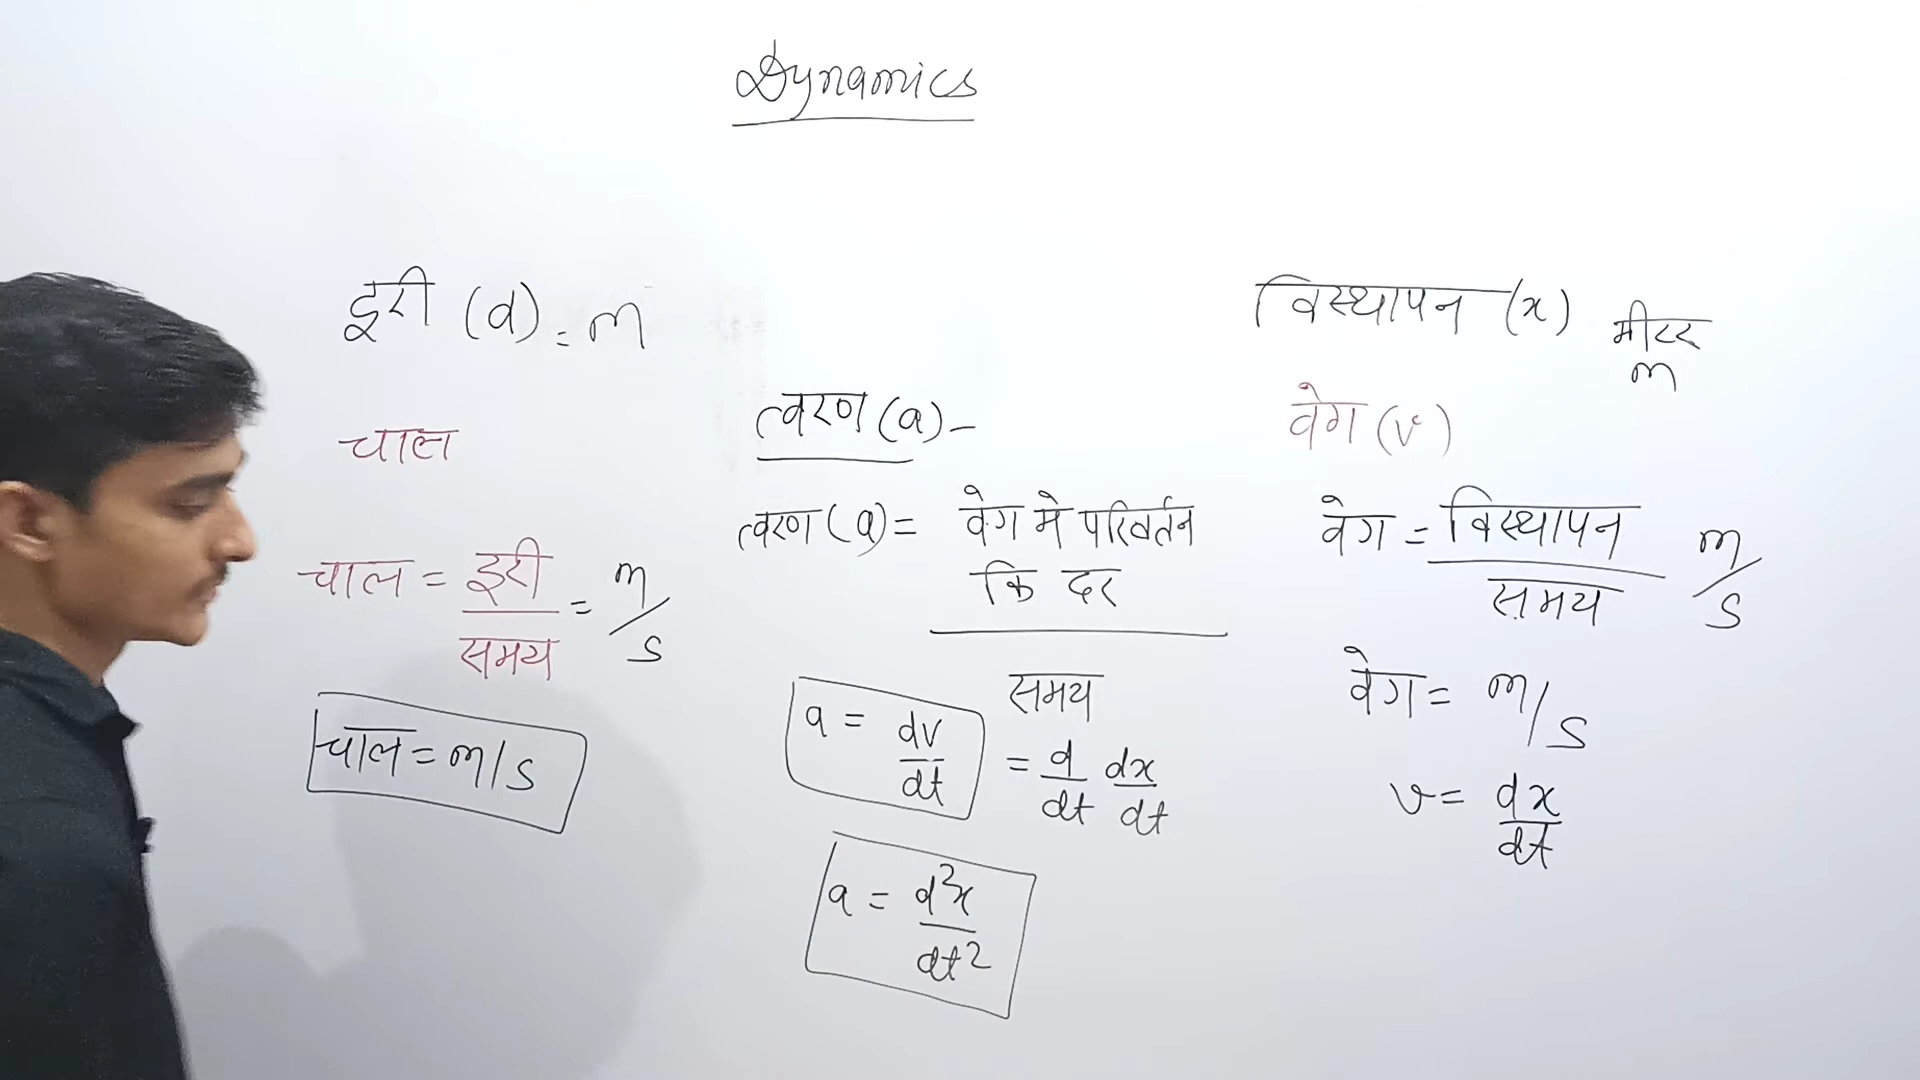 Dynamics
दूरी (d) = m
चाल
चाल = दूरी / समय = m/s
चाल = m/s
त्वरण (a) -
त्वरण (a) = वेग मे परिवर्तन
कि दर
समय
a = dv/dt = d/dt dx/dt
a = d²x/dt²
विस्थापन (x) मीटर
m
वेग (v)
वेग = विस्थापन / समय m/s
वेग = m/s
v = dx/dt